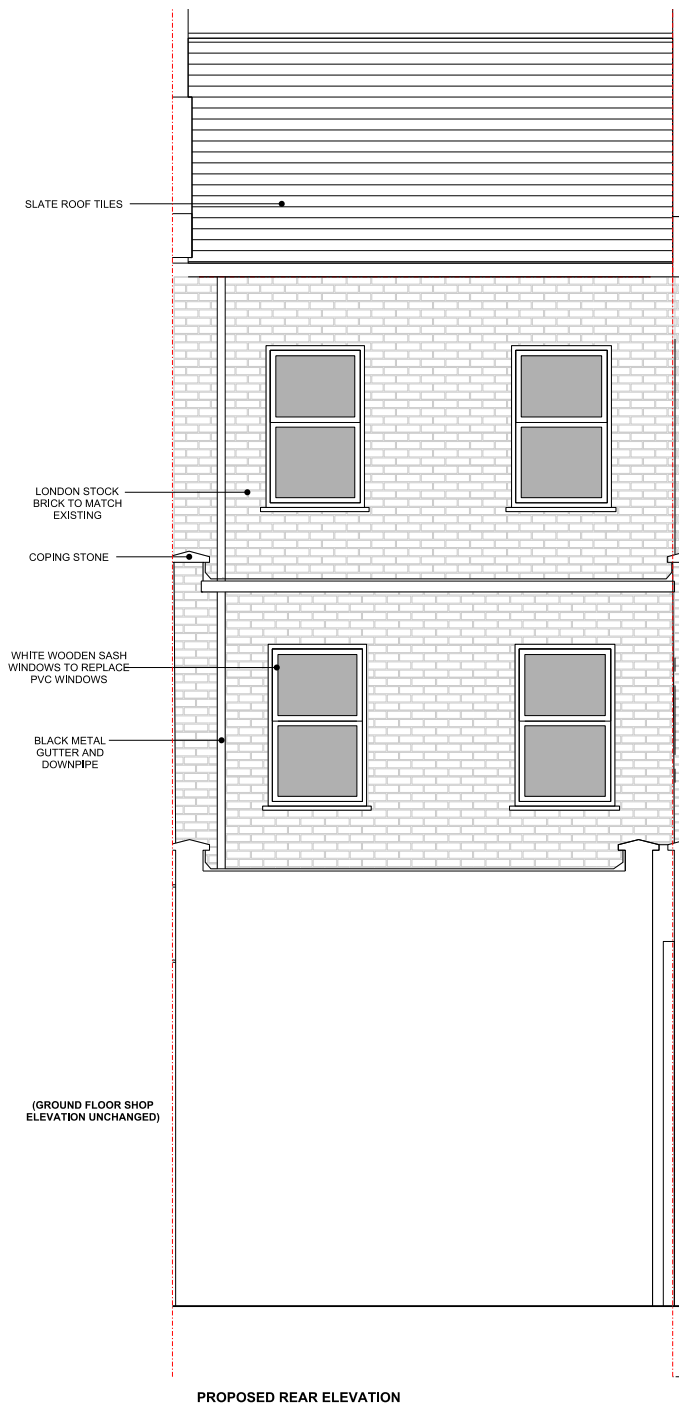 SLATE ROOF TILES
LONDON STOCK
BRICK TO MATCH
EXISTING
COPING STONE
WHITE WOODEN SASH
WINDOWS TO REPLACE
PVC WINDOWS
BLACK METAL
GUTTER AND
DOWNPIPE
(GROUND FLOOR SHOP
ELEVATION UNCHANGED)
PROPOSED REAR ELEVATION